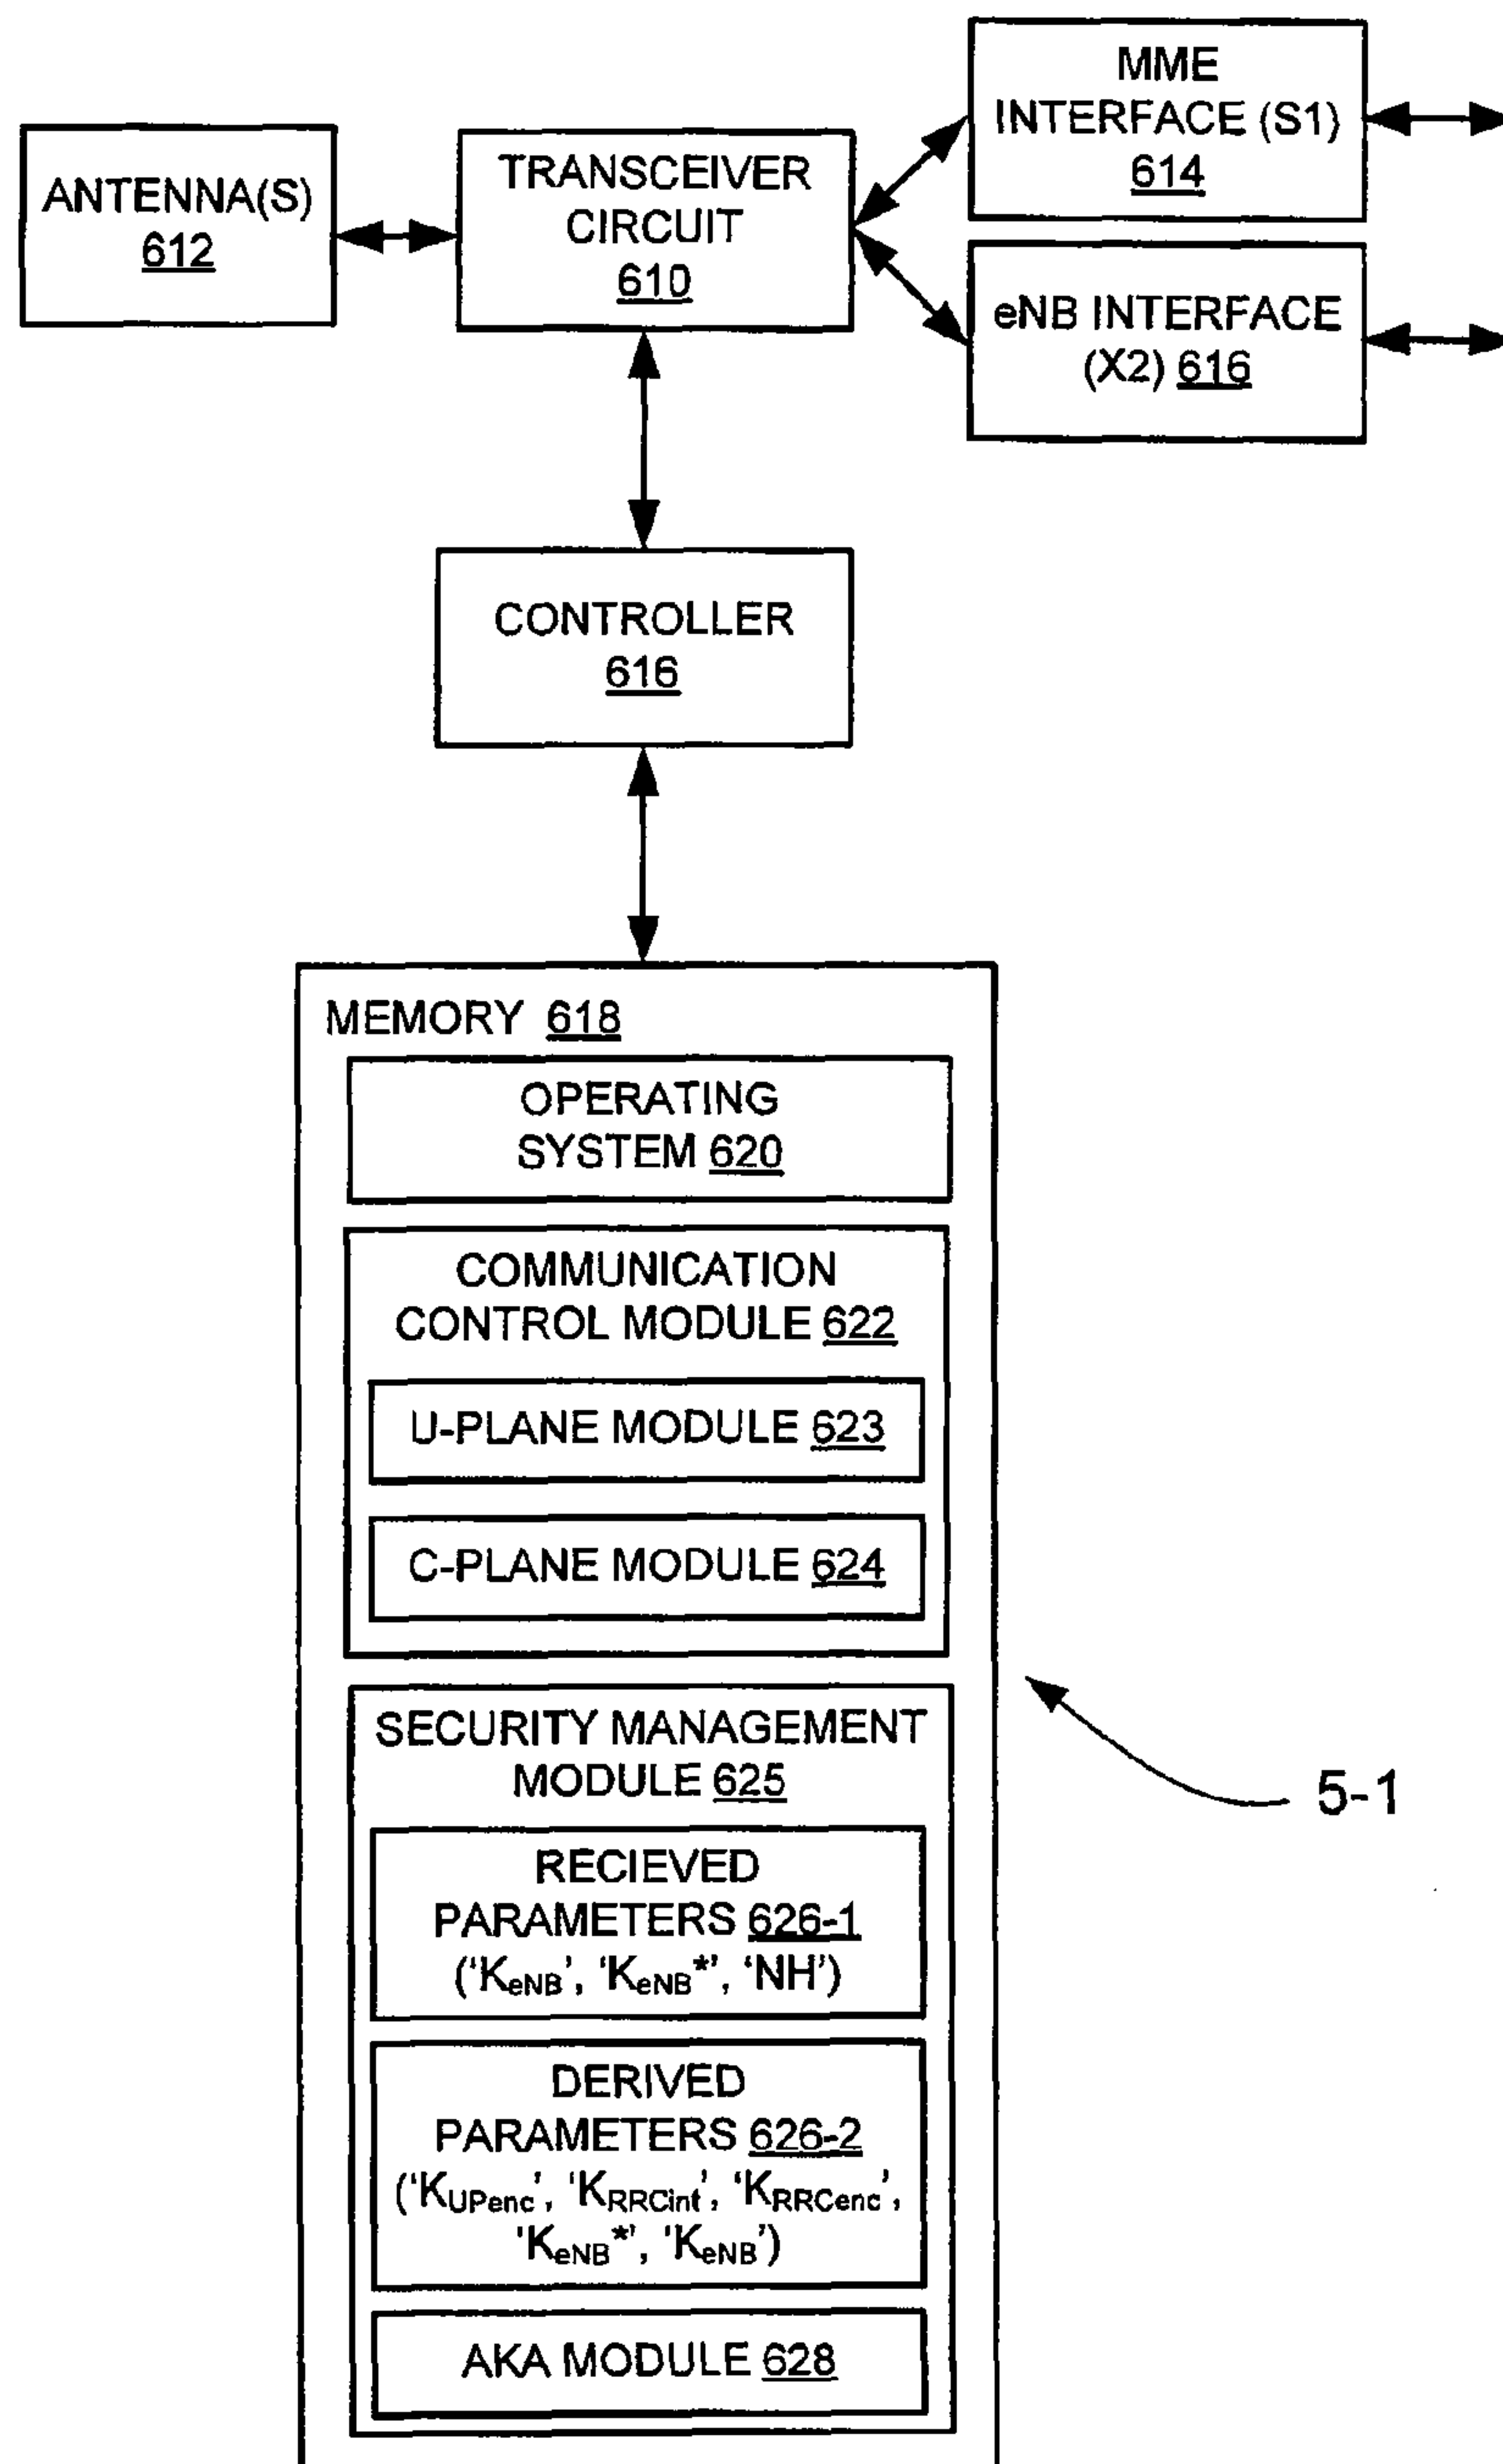 MME
INTERFACE (S1)
614
ANTENNA(S)
612
TRANSCEIVER
CIRCUIT
610
eNB INTERFACE
(X2) 616
CONTROLLER
616
MEMORY 618
OPERATING
SYSTEM 620
COMMUNICATION
CONTROL MODULE 622
U-PLANE MODULE 623
C-PLANE MODULE 624
SECURITY MANAGEMENT
MODULE 625
RECIEVED
PARAMETERS 626-1
(‘KeNB’, ‘KeNB*’, ‘NH’)
DERIVED
PARAMETERS 626-2
(‘KUPenc’, ‘KRRCint’, ‘KRRCenc’,
‘KeNB*’, ‘KeNB’)
AKA MODULE 628
5-1